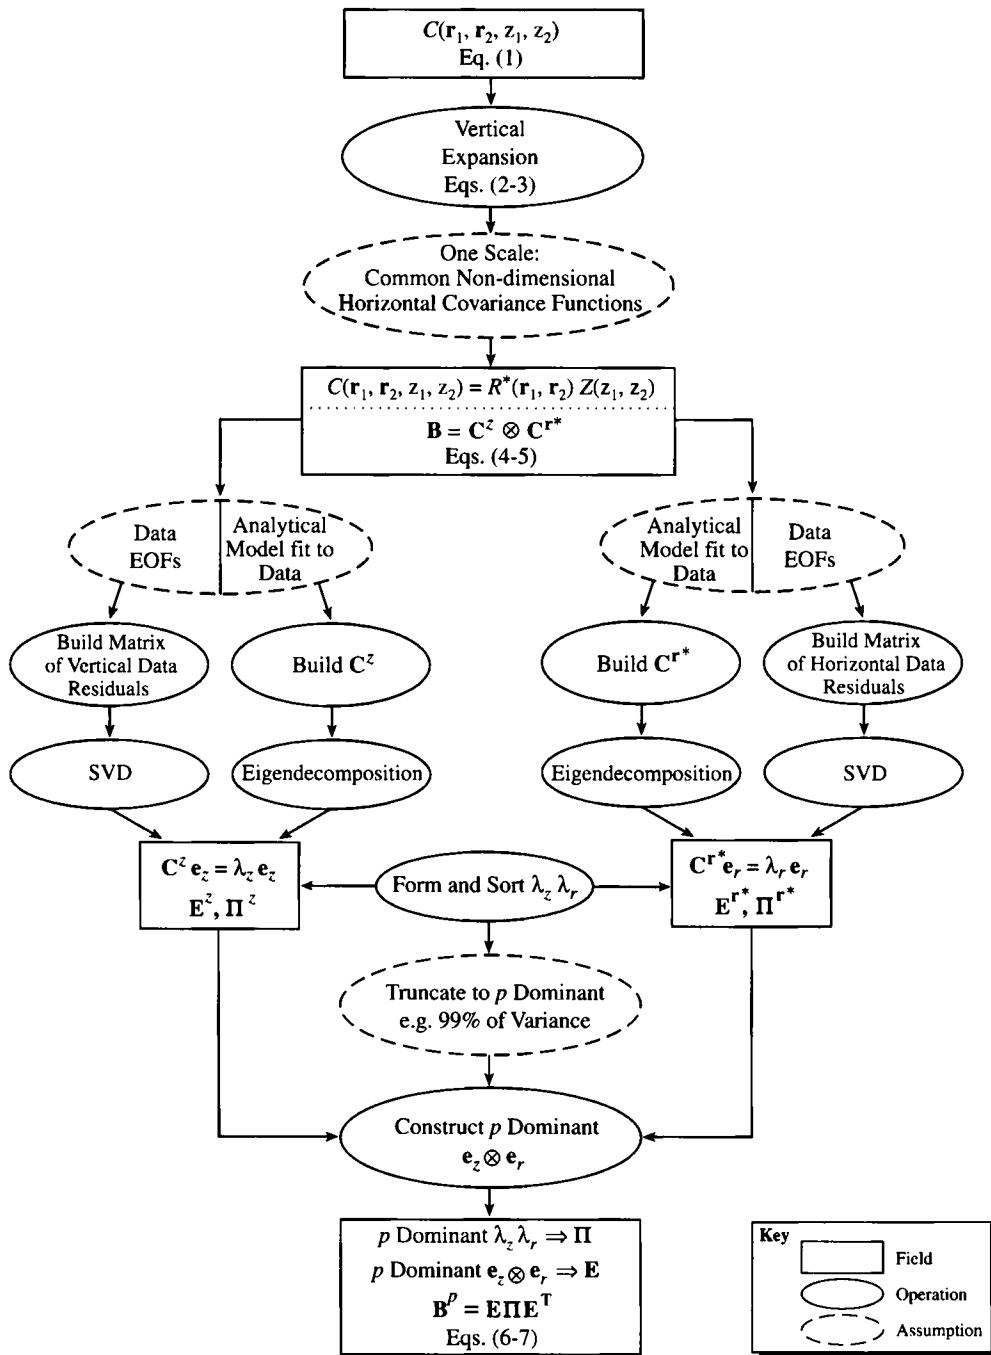 C(r₁, r₂, z₁, z₂)
Eq. (1)
Vertical
Expansion
Eqs. (2-3)
One Scale:
Common Non-dimensional
Horizontal Covariance Functions
C(r₁, r₂, z₁, z₂) = R*(r₁, r₂) Z(z₁, z₂)
B = C^z ⊗ C^r*
Eqs. (4-5)
Data
EOFs
Analytical
Model fit to
Data
Analytical
Model fit to
Data
Data
EOFs
Build Matrix
of Vertical Data
Residuals
Build C^z
Build C^r*
Build Matrix
of Horizontal Data
Residuals
SVD
Eigendecomposition
Eigendecomposition
SVD
C^z e_z = λ_z e_z
E^z, Π^z
Form and Sort λ_z λ_r
C^r* e_r = λ_r e_r
E^r*, Π^r*
Truncate to p Dominant
e.g. 99% of Variance
Construct p Dominant
e_z ⊗ e_r
p Dominant λ_z λ_r ⇒ Π
p Dominant e_z ⊗ e_r ⇒ E
B^p = EΠE^T
Eqs. (6-7)
Key
Field
Operation
Assumption